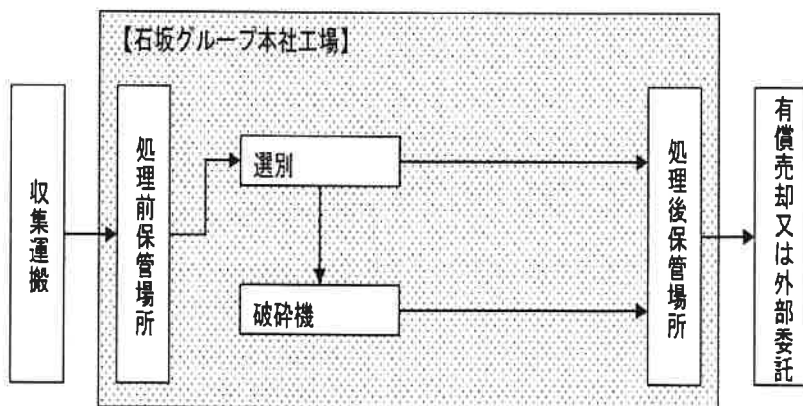 【石坂グループ本社工場】
収集運搬
処理前保管場所
選別
破砕機
処理後保管場所
有償売却又は外部委託